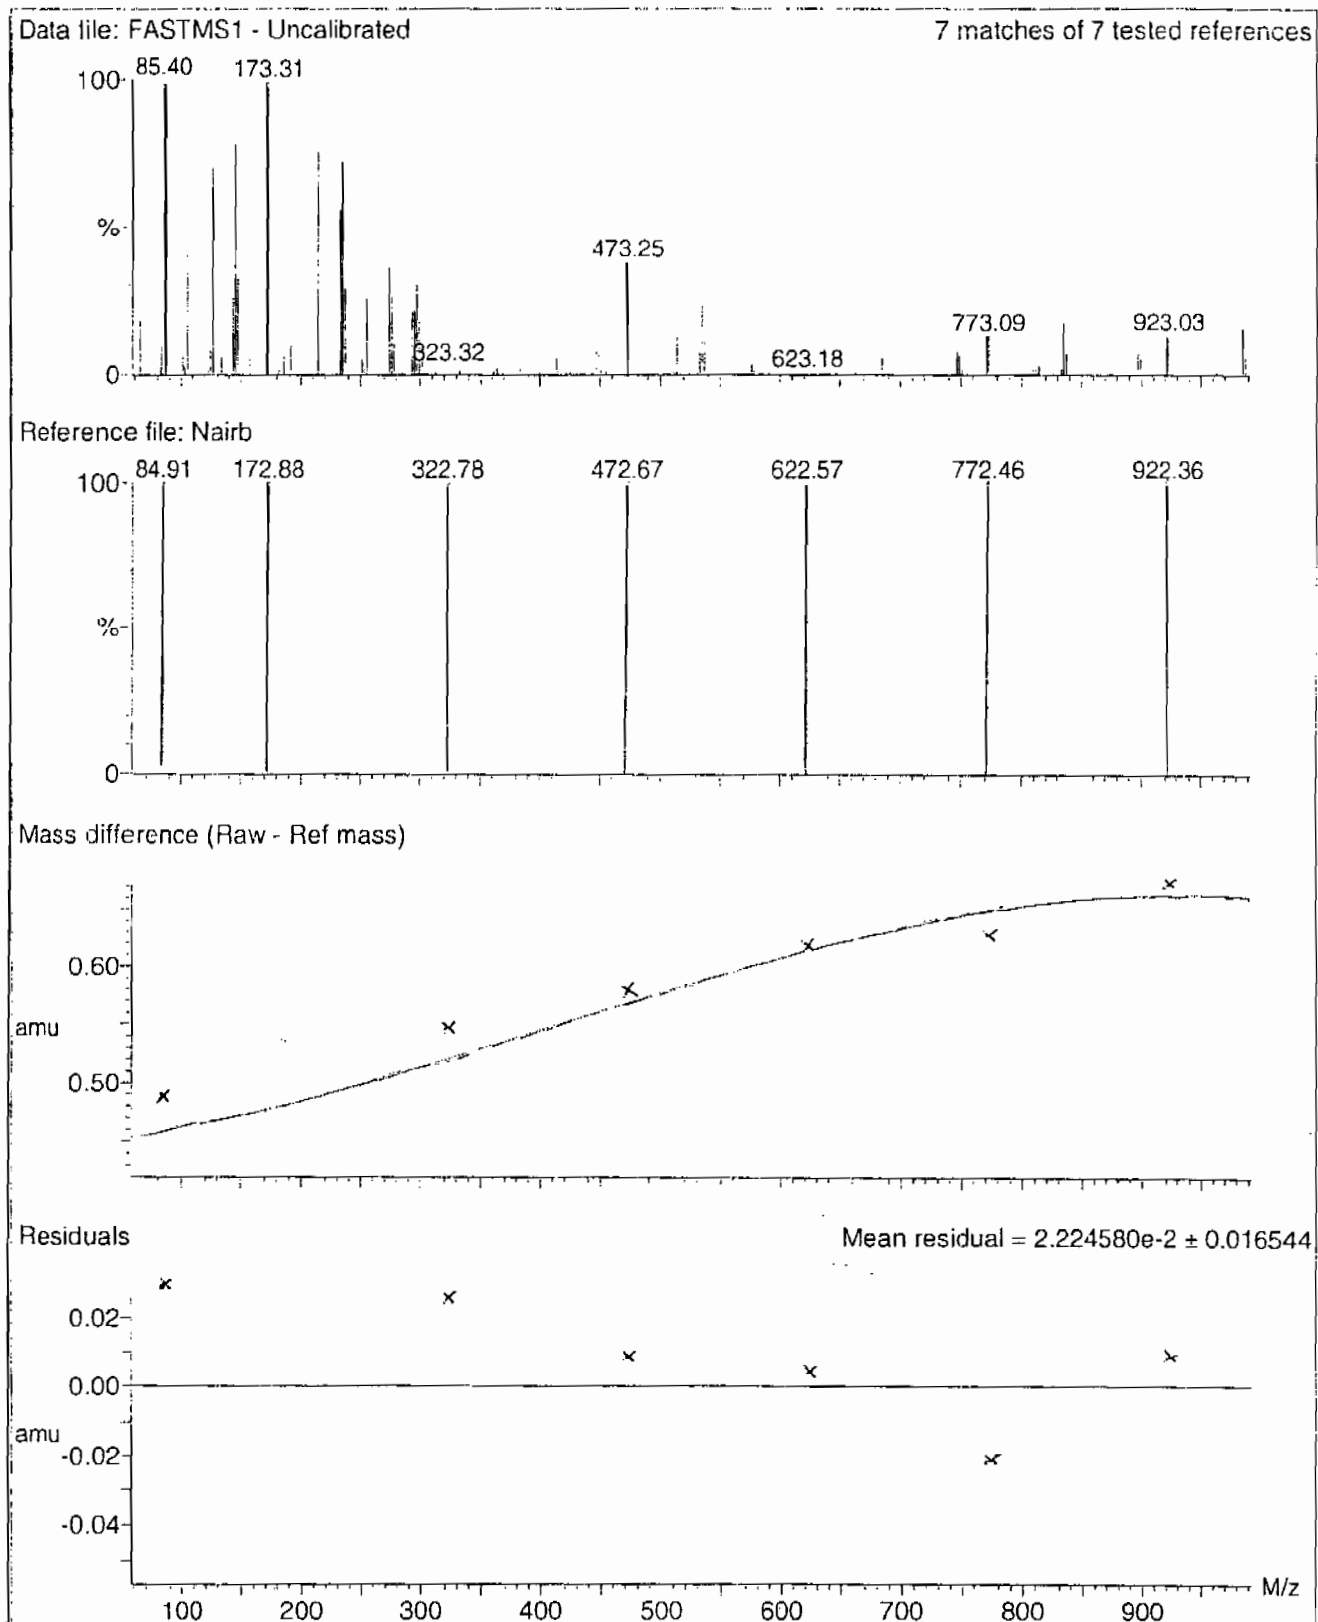 Data file: FASTMS1 - Uncalibrated 7 matches of 7 tested references
85.40 173.31
100
%
473.25
323.32 623.18 773.09 923.03
0
Reference file: Nairb
84.91 172.88 322.78 472.67 622.57 772.46 922.36
100
%
0
Mass difference (Raw - Ref mass)
0.60
amu
0.50
Residuals Mean residual = 2.224580e-2 ± 0.016544
0.02
0.00
amu
-0.02
-0.04
M/z
100 200 300 400 500 600 700 800 900